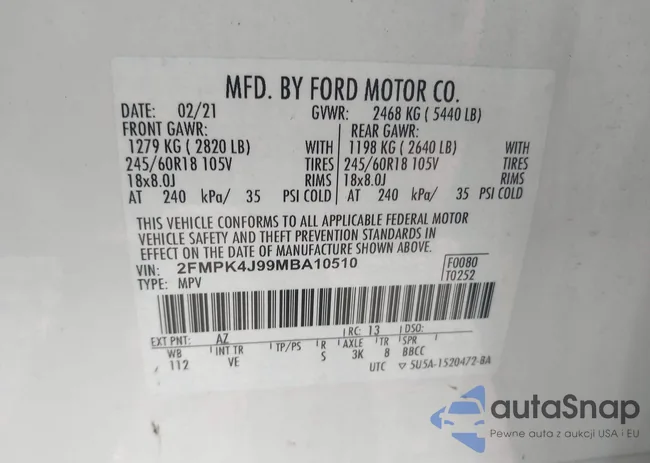 MFD. BY FORD MOTOR CO.
DATE: 02/21 GVWR: 2468 KG ( 5440 LB)
FRONT GAWR: REAR GAWR:
1279 KG ( 2820 LB) WITH 1198 KG ( 2640 LB) WITH
245/60R18 105V TIRES 245/60R18 105V TIRES
18x8.0J RIMS 18x8.0J RIMS
AT 240 kPa/ 35 PSI COLD AT 240 kPa/ 35 PSI COLD
THIS VEHICLE CONFORMS TO ALL APPLICABLE FEDERAL MOTOR
VEHICLE SAFETY AND THEFT PREVENTION STANDARDS IN
EFFECT ON THE DATE OF MANUFACTURE SHOWN ABOVE.
VIN: 2FMPK4J99MBA10510 F0080
TYPE: MPV T0252
EXT PNT: AZ RC: 13 DSO:
WB INT TR TP/PS R AXLE TR SPR
112 VE S 3K 8 BBCC
UTC 5U5A-1520472-BA
autaSnap
Pewne auta z aukcji USA i EU